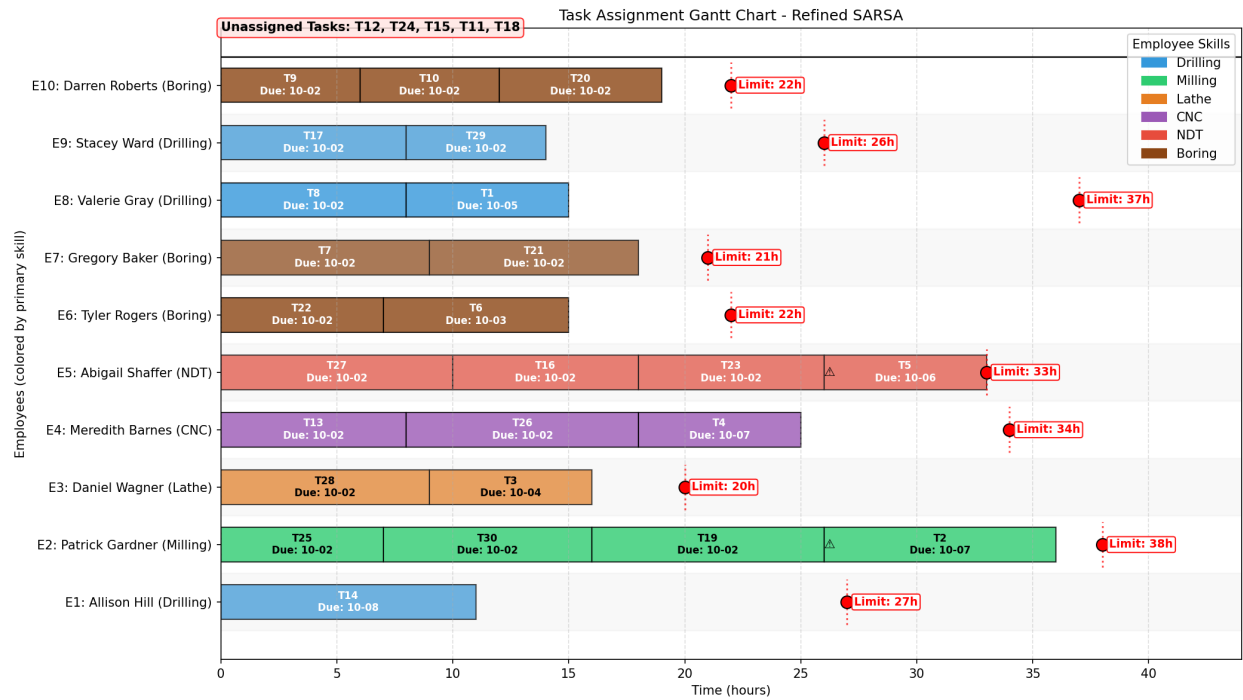 Task Assignment Gantt Chart - Refined SARSA
Unassigned Tasks: T12, T24, T15, T11, T18
Employee Skills
Drilling
Milling
Lathe
CNC
NDT
Boring
Employees (colored by primary skill)
E10: Darren Roberts (Boring)
T9
Due: 10-02
T10
Due: 10-02
T20
Due: 10-02
Limit: 22h
E9: Stacey Ward (Drilling)
T17
Due: 10-02
T29
Due: 10-02
Limit: 26h
E8: Valerie Gray (Drilling)
T8
Due: 10-02
T1
Due: 10-05
Limit: 37h
E7: Gregory Baker (Boring)
T7
Due: 10-02
T21
Due: 10-02
Limit: 21h
E6: Tyler Rogers (Boring)
T22
Due: 10-02
T6
Due: 10-03
Limit: 22h
E5: Abigail Shaffer (NDT)
T27
Due: 10-02
T16
Due: 10-02
T23
Due: 10-02
⚠
T5
Due: 10-06
Limit: 33h
E4: Meredith Barnes (CNC)
T13
Due: 10-02
T26
Due: 10-02
T4
Due: 10-07
Limit: 34h
E3: Daniel Wagner (Lathe)
T28
Due: 10-02
T3
Due: 10-04
Limit: 20h
E2: Patrick Gardner (Milling)
T25
Due: 10-02
T30
Due: 10-02
T19
Due: 10-02
⚠
T2
Due: 10-07
Limit: 38h
E1: Allison Hill (Drilling)
T14
Due: 10-08
Limit: 27h
0 5 10 15 20 25 30 35 40
Time (hours)